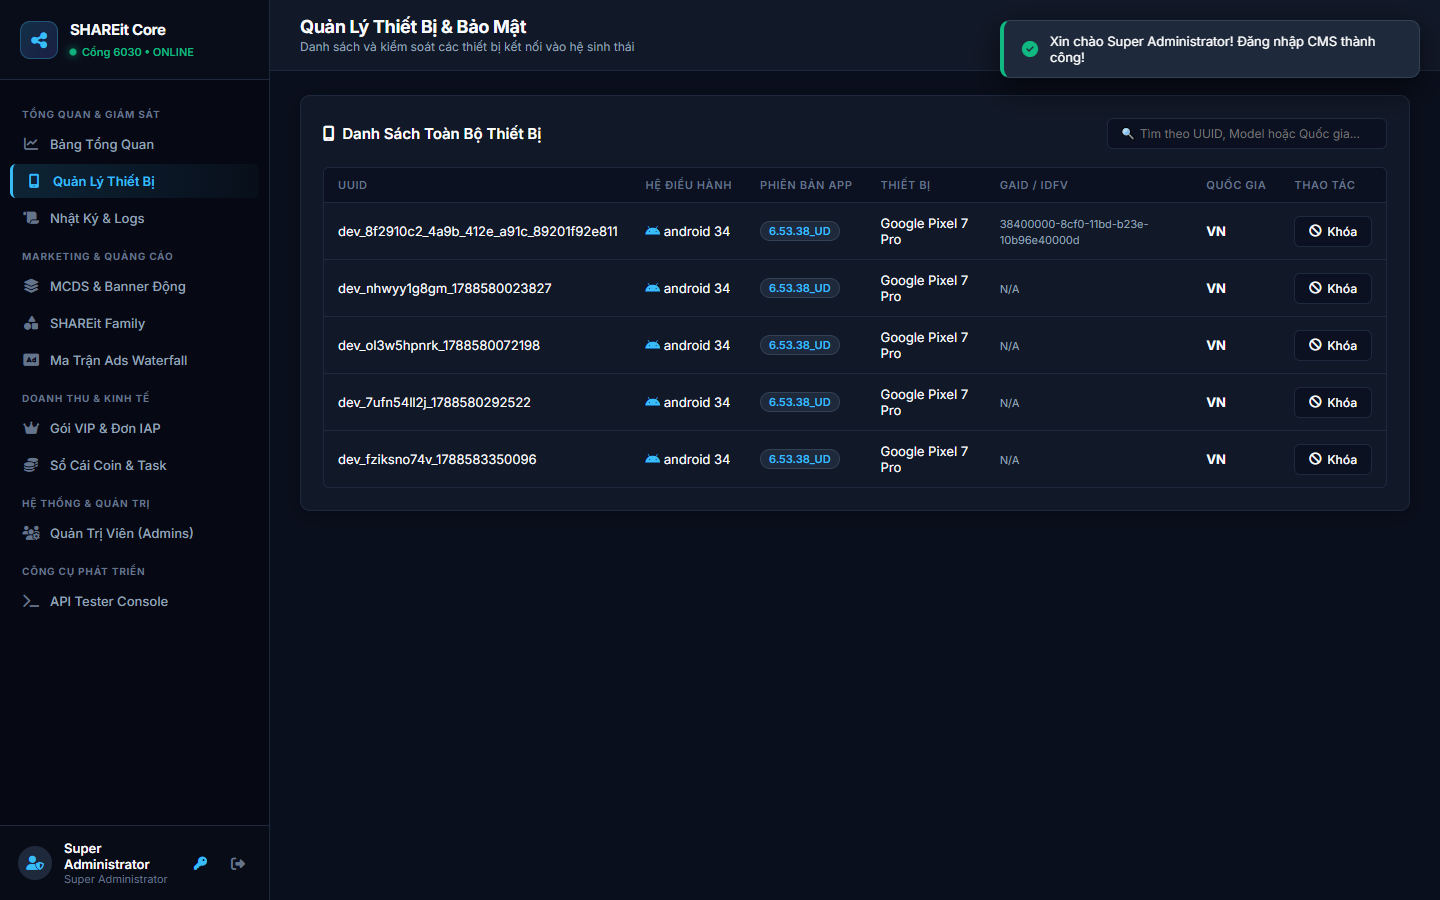 SHAREit Core
Cổng 6030 • ONLINE
TỔNG QUAN & GIÁM SÁT
Bảng Tổng Quan
Quản Lý Thiết Bị
Nhật Ký & Logs
MARKETING & QUẢNG CÁO
MCDS & Banner Động
SHAREit Family
Ad
Ma Trận Ads Waterfall
DOANH THU & KINH TẾ
Gói VIP & Đơn IAP
Sổ Cái Coin & Task
HỆ THỐNG & QUẢN TRỊ
Quản Trị Viên (Admins)
CÔNG CỤ PHÁT TRIỂN
API Tester Console
Super
Administrator
Super Administrator
Quản Lý Thiết Bị & Bảo Mật
Danh sách và kiểm soát các thiết bị kết nối vào hệ sinh thái
Xin chào Super Administrator! Đăng nhập CMS thành
công!
Danh Sách Toàn Bộ Thiết Bị
Tìm theo UUID, Model hoặc Quốc gia...
UUID HỆ ĐIỀU HÀNH PHIÊN BẢN APP THIẾT BỊ GAID / IDFV QUỐC GIA THAO TÁC
dev_8f2910c2_4a9b_412e_a91c_89201f92e811 android 34 6.53.38_UD Google Pixel 7 38400000-8cf0-11bd-b23e- VN Khóa
Pro 10b96e40000d
dev_nhwyy1g8gm_1788580023827 android 34 6.53.38_UD Google Pixel 7 N/A VN Khóa
Pro
dev_ol3w5hpnrk_1788580072198 android 34 6.53.38_UD Google Pixel 7 N/A VN Khóa
Pro
dev_7ufn54ll2j_1788580292522 android 34 6.53.38_UD Google Pixel 7 N/A VN Khóa
Pro
dev_fziksno74v_1788583350096 android 34 6.53.38_UD Google Pixel 7 N/A VN Khóa
Pro